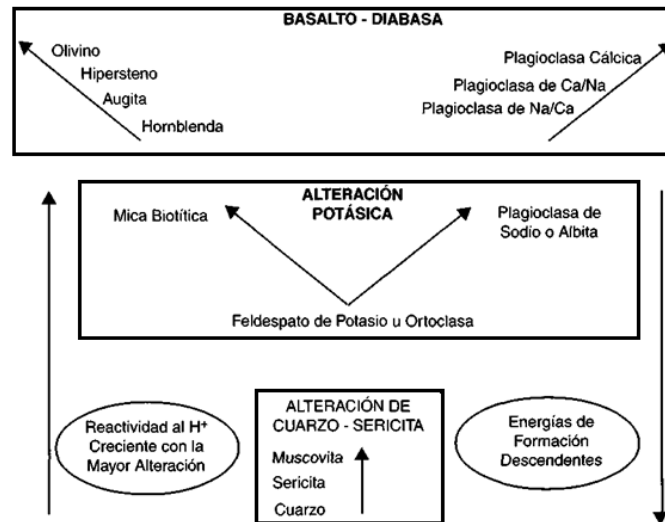 BASALTO - DIABASA
Olivino
Hipersteno
Augita
Hornblenda
Plagioclasa Cálcica
Plagioclasa de Ca/Na
Plagioclasa de Na/Ca
ALTERACIÓN
POTÁSICA
Mica Biotítica
Plagioclasa de
Sodio o Albita
Feldespato de Potasio u Ortoclasa
Reactividad al H+
Creciente con la
Mayor Alteración
ALTERACIÓN DE
CUARZO - SERICITA
Muscovita
Sericita
Cuarzo
Energías de
Formación
Descendentes